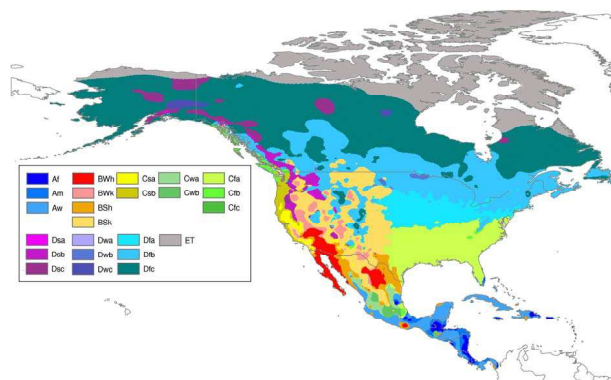 Af BWh Csa Cwa Cfa
Am BWk Csb Cwb Cfb
Aw BSh Cfc
BSk
Dsa Dwa Dfa ET
Dsb Dwb Dfb
Dsc Dwc Dfc